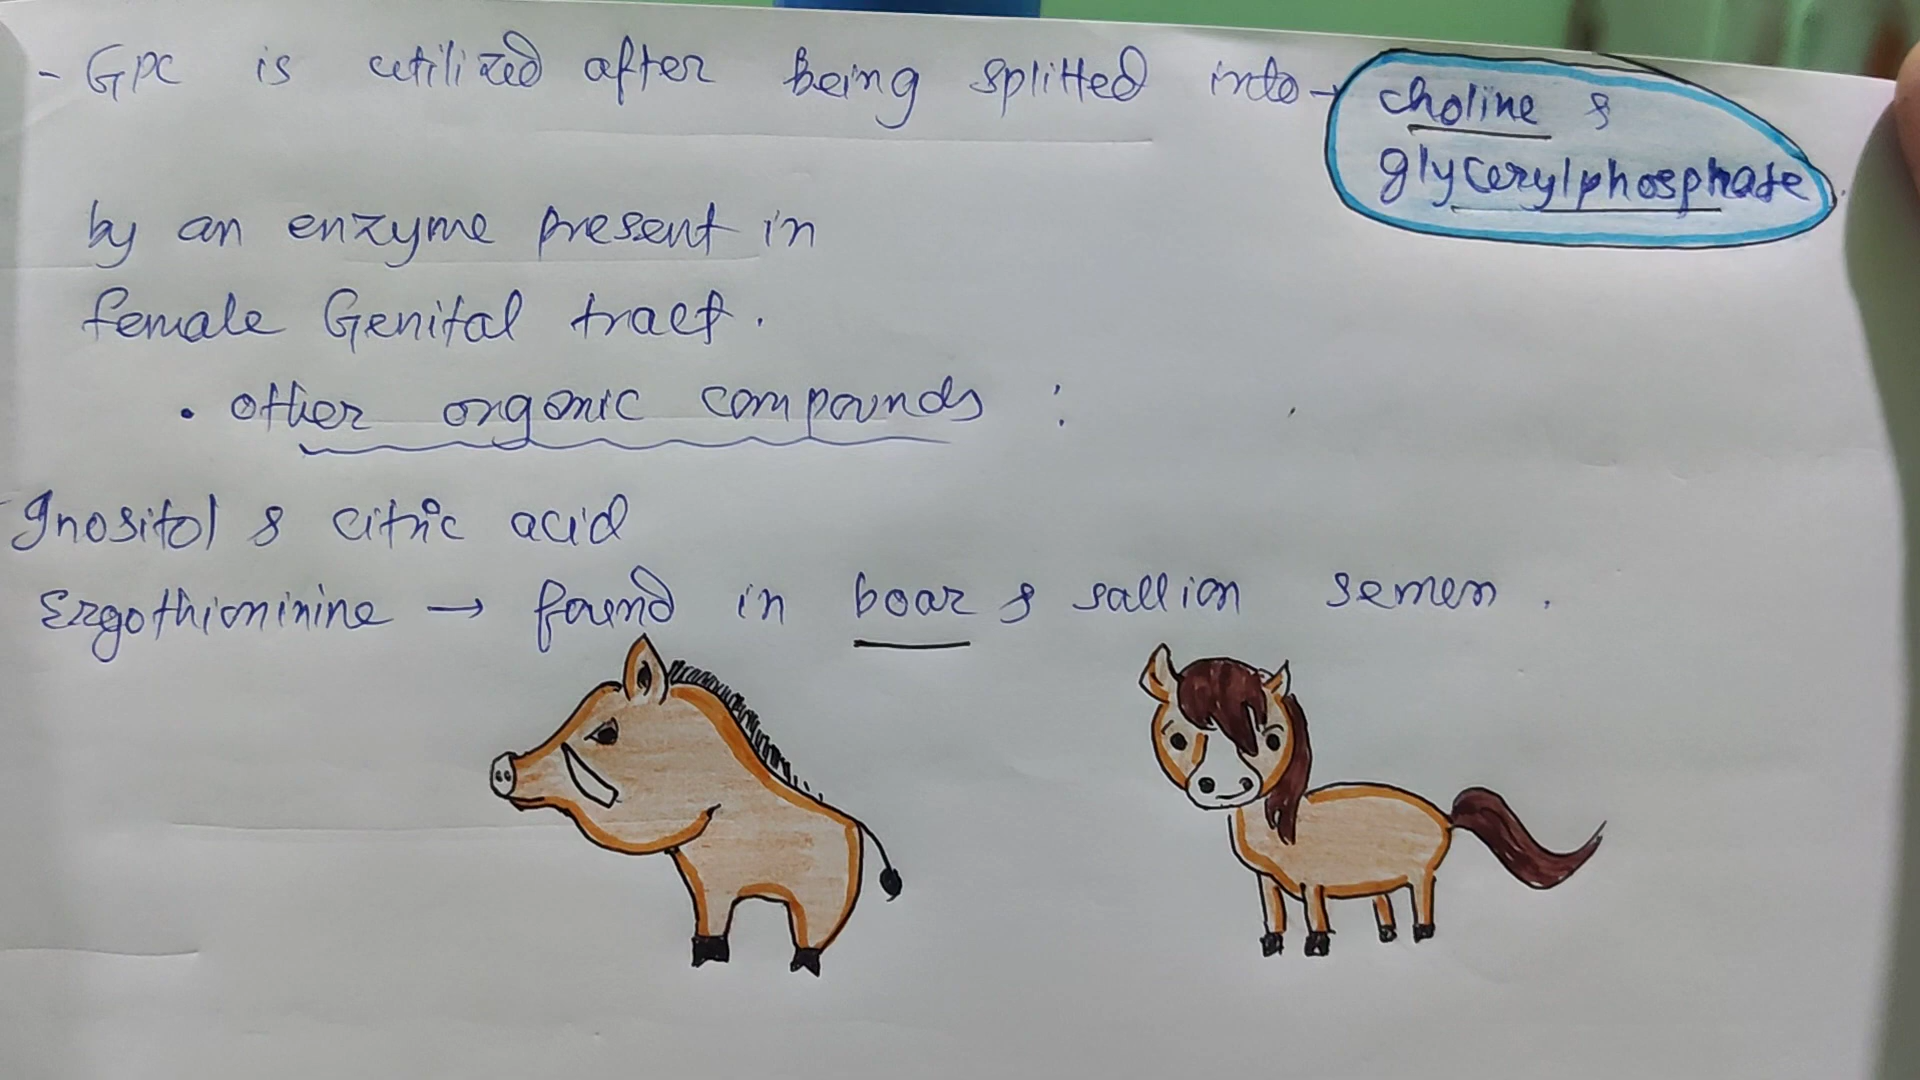 - GPC is utilized after being splitted into → choline &
glycerylphosphate.
by an enzyme present in
female Genital tract.
• other organic compounds :
Inositol & citric acid
Ergothioninine → found in boar & sallion semen.